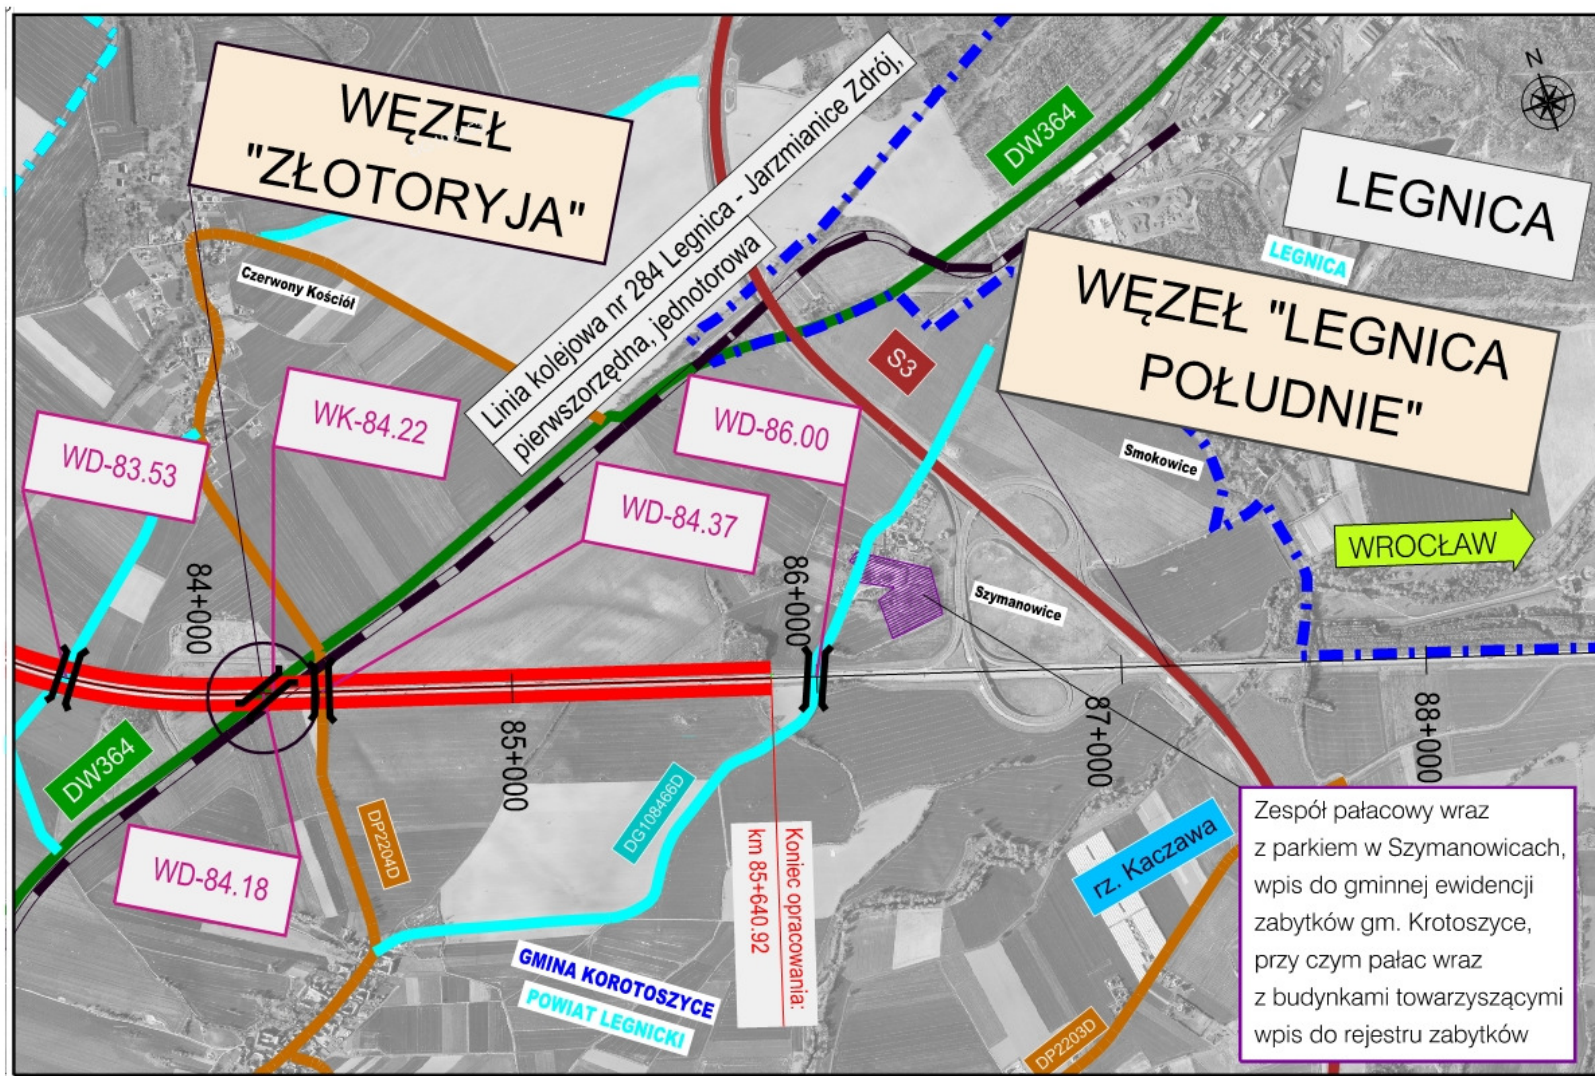 WĘZEŁ
"ZŁOTORYJA"
Linia kolejowa nr 284 Legnica - Jarzmianice Zdrój,
pierwszorzędna, jednotorowa
DW364
N
LEGNICA
LEGNICA
WĘZEŁ "LEGNICA
POŁUDNIE"
Czerwony Kościół
S3
WK-84.22
WD-86.00
WD-83.53
WD-84.37
Smokowice
WROCŁAW
84+000
86+000
Szymanowice
85+000
87+000
88+000
DW364
DP2204D
DG108466D
WD-84.18
Koniec opracowania:
km 85+640.92
rz. Kaczawa
GMINA KOROTOSZYCE
POWIAT LEGNICKI
DP2203D
Zespół pałacowy wraz
z parkiem w Szymanowicach,
wpis do gminnej ewidencji
zabytków gm. Krotoszyce,
przy czym pałac wraz
z budynkami towarzyszącymi
wpis do rejestru zabytków